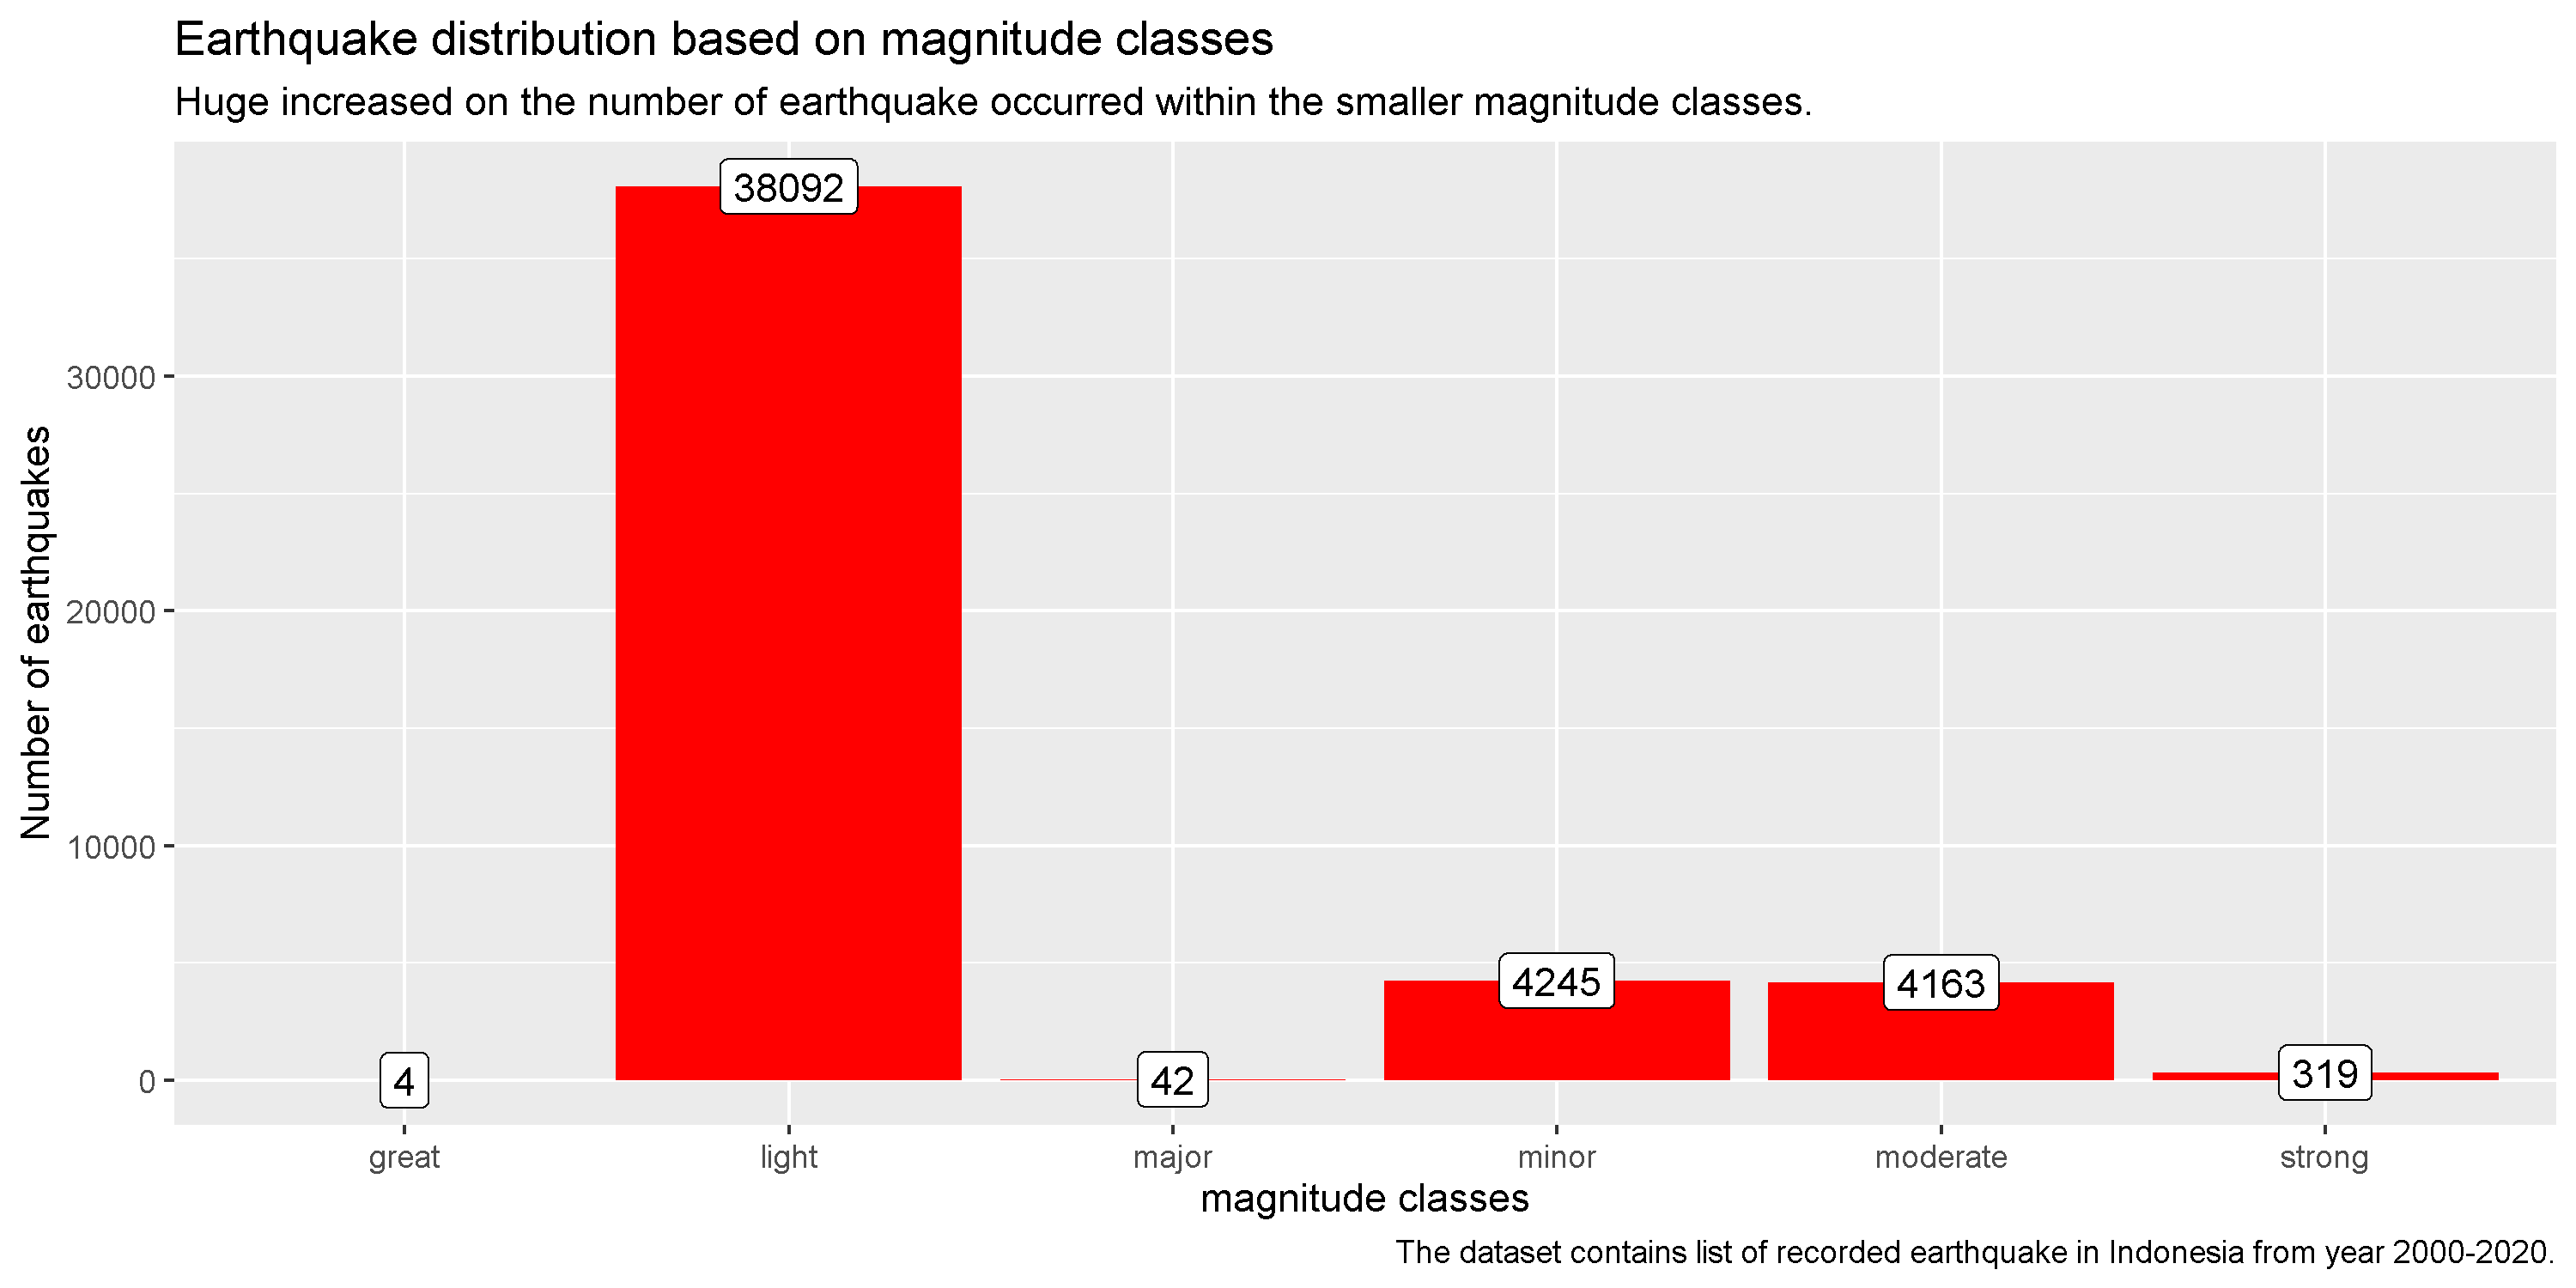 Earthquake distribution based on magnitude classes
Huge increased on the number of earthquake occurred within the smaller magnitude classes.
Number of earthquakes
30000
20000
10000
0
4
38092
42
4245
4163
319
great
light
major
minor
moderate
strong
magnitude classes
The dataset contains list of recorded earthquake in Indonesia from year 2000-2020.